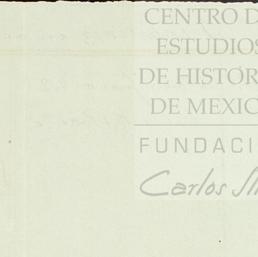 CENTRO D
ESTUDIOS
DE HISTOR
DE MEXIC
FUNDACI
Carlos Sl